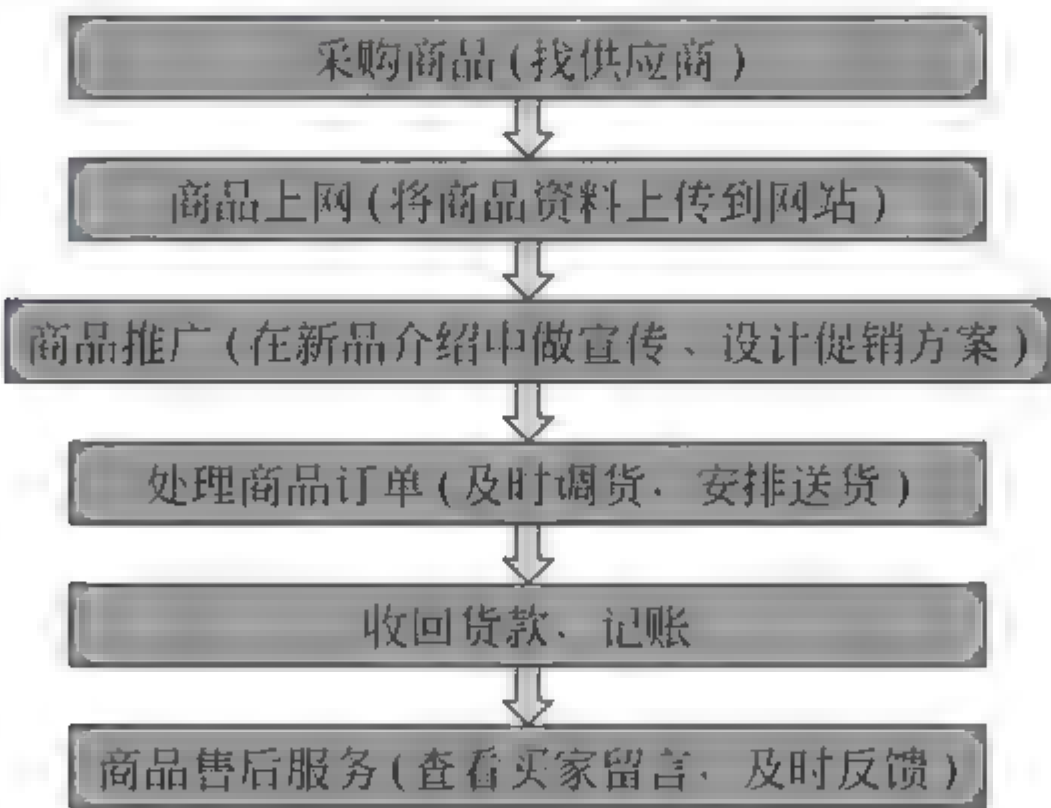 采购商品(找供应商)
商品上网(将商品资料上传到网站)
商品推广(在新品介绍中做宣传、设计促销方案)
处理商品订单(及时调货、安排送货)
收回货款、记账
商品售后服务(查看买家留言、及时反馈)